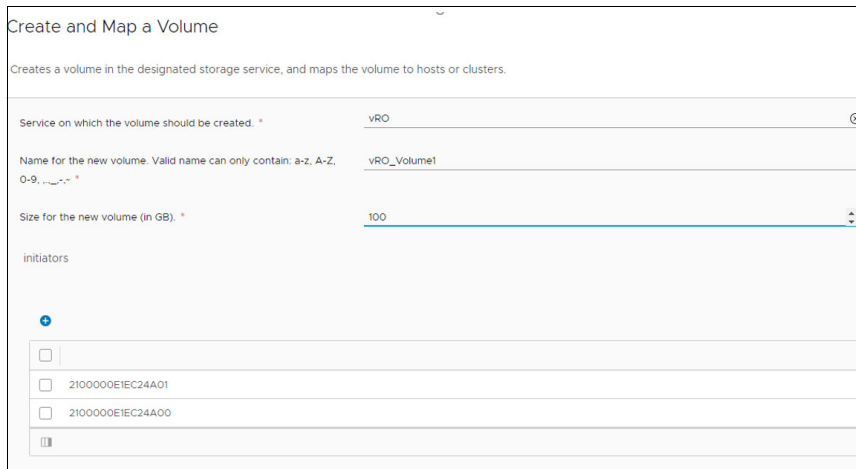 Create and Map a Volume
Creates a volume in the designated storage service, and maps the volume to hosts or clusters.
Service on which the volume should be created. * vRO
Name for the new volume. Valid name can only contain: a-z, A-Z, vRO_Volume1
0-9, ,.,_,-,~ *
Size for the new volume (in GB). * 100
initiators
2100000E1EC24A01
2100000E1EC24A00